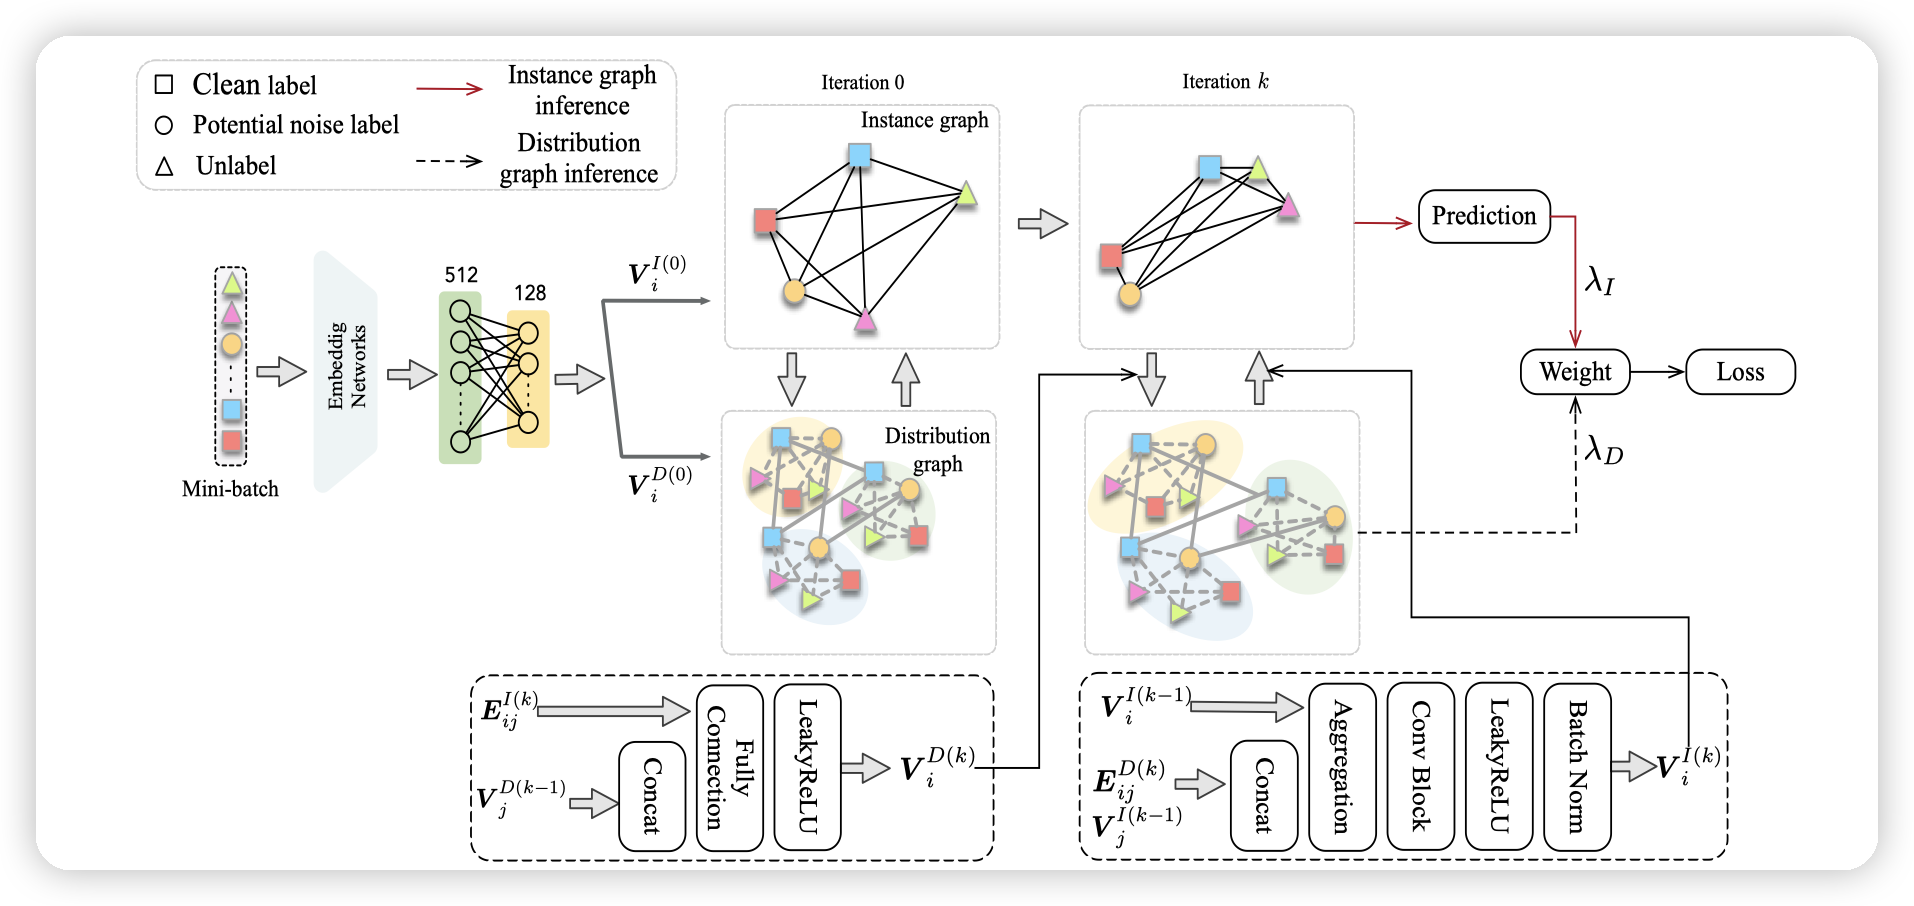 Clean label
Potential noise label
Unlabel
Instance graph
inference
Distribution
graph inference
Iteration 0
Iteration k
Instance graph
Prediction
λ_I
Weight
Loss
λ_D
Mini-batch
Embeddig
Networks
512
128
V_i^{I(0)}
V_i^{D(0)}
Distribution
graph
E_{ij}^{I(k)}
V_j^{D(k-1)}
Concat
Fully
Connection
LeakyReLU
V_i^{D(k)}
V_i^{I(k-1)}
E_{ij}^{D(k)}
V_j^{I(k-1)}
Concat
Aggregation
Conv Block
LeakyReLU
Batch Norm
V_i^{I(k)}